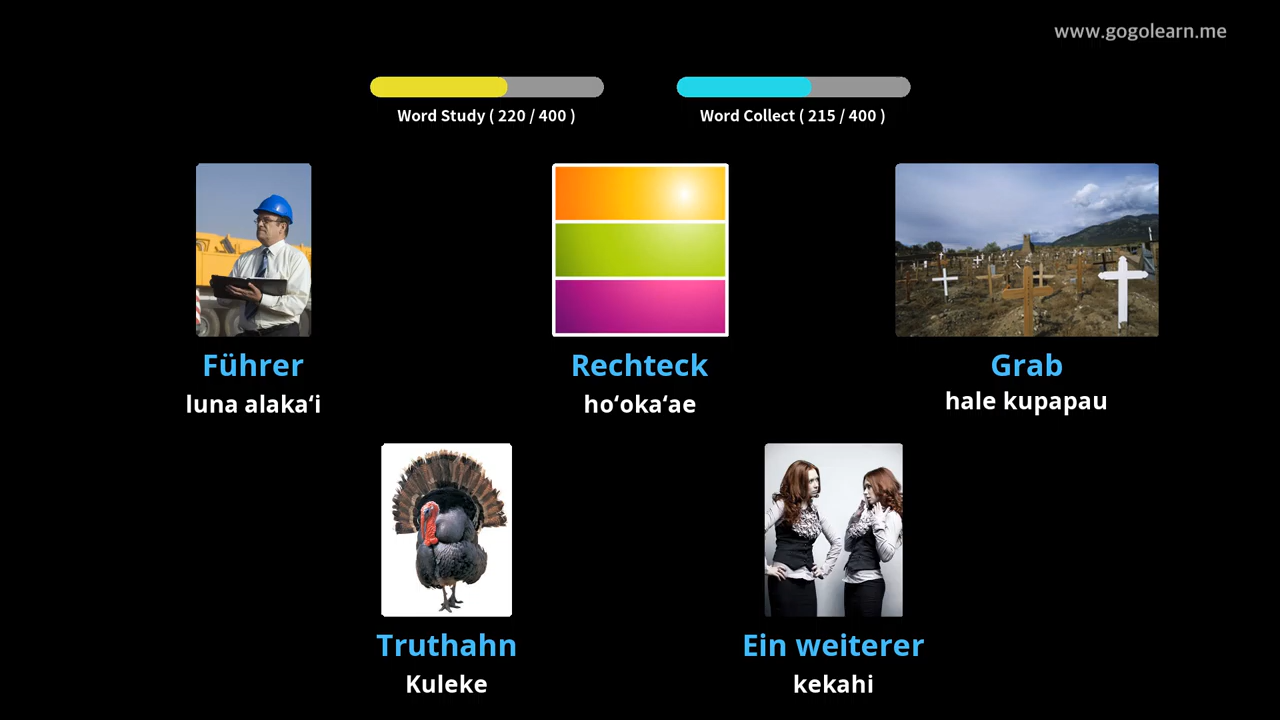 www.gogolearn.me
Word Study ( 220 / 400 )
Word Collect ( 215 / 400 )
Führer
luna alakaʻi
Rechteck
hoʻokaʻae
Grab
hale kupapau
Truthahn
Kuleke
Ein weiterer
kekahi